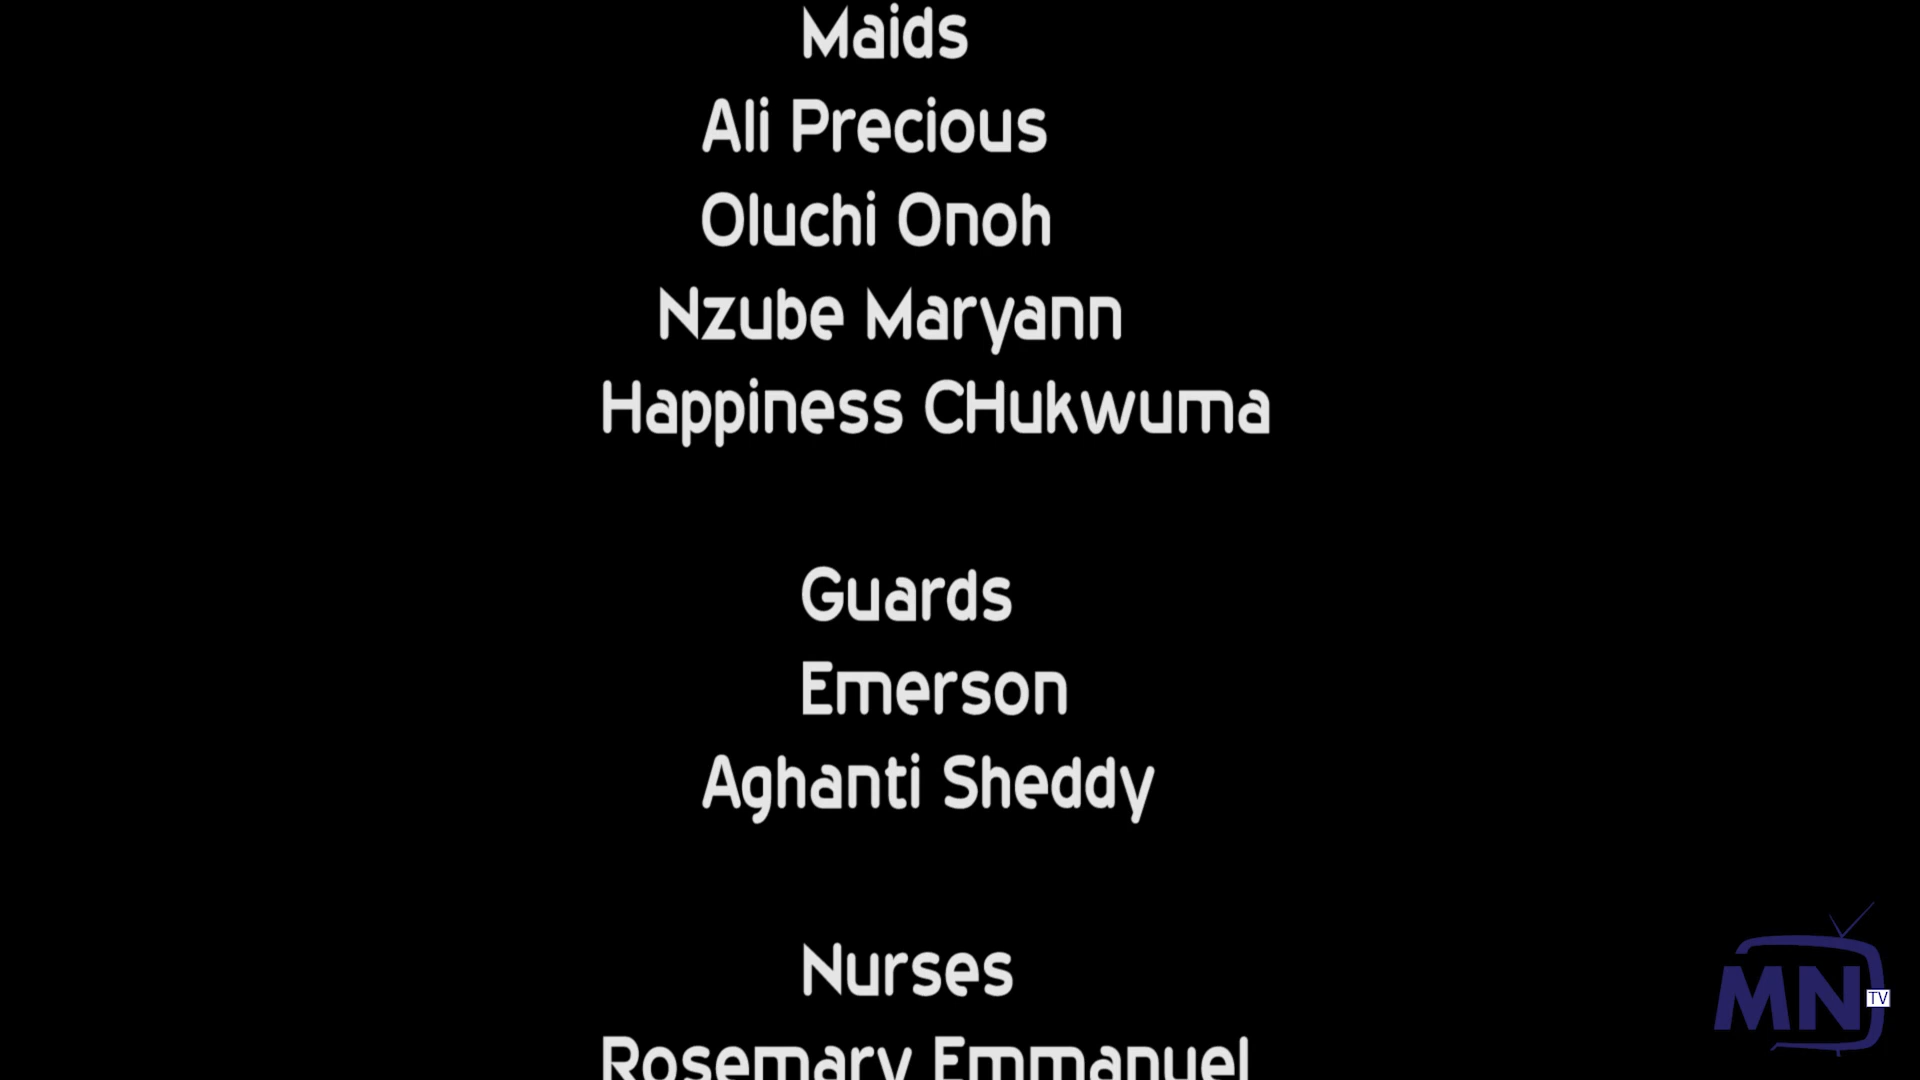 Maids
Ali Precious
Oluchi Onoh
Nzube Maryann
Happiness CHukwuma
Guards
Emerson
Aghanti Sheddy
Nurses
Rosemary Emmanuel
MN
TV